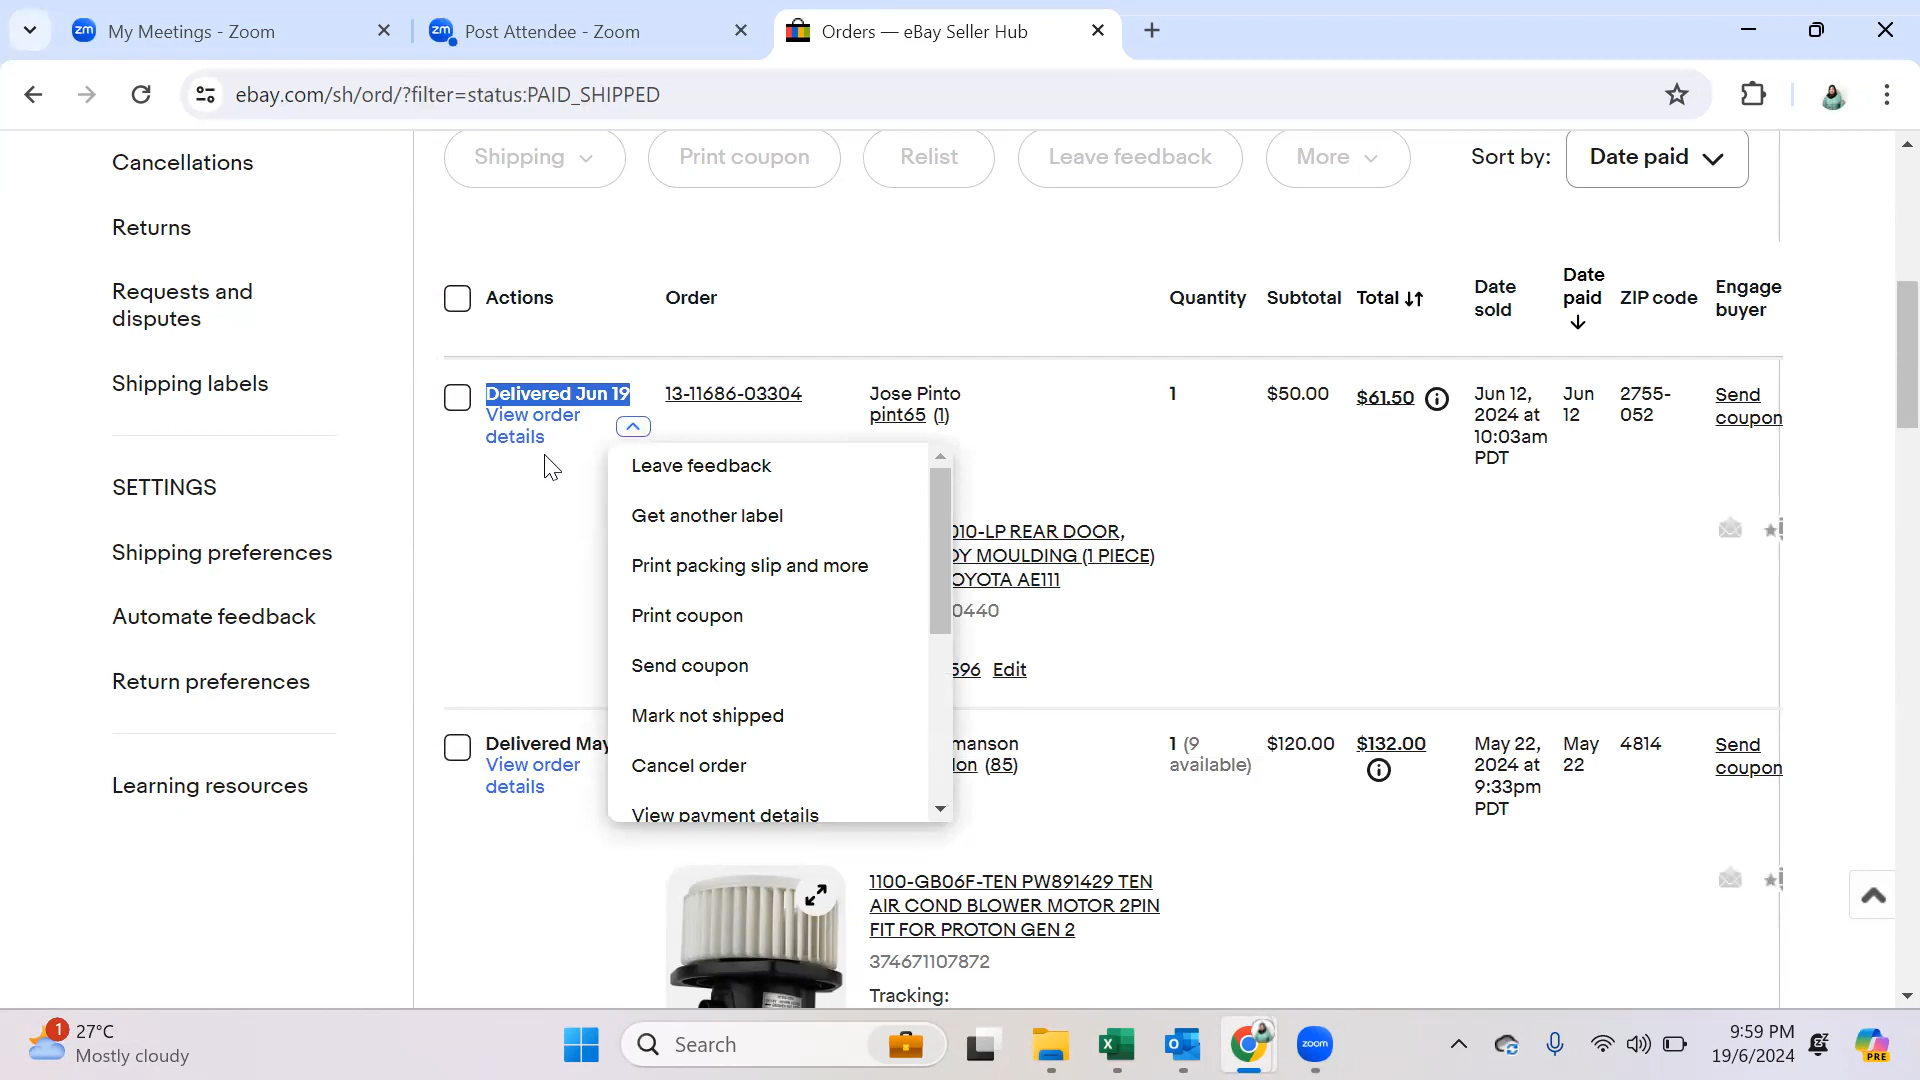 My Meetings - Zoom
Post Attendee - Zoom
Orders — eBay Seller Hub
ebay.com/sh/ord/?filter=status:PAID_SHIPPED
Cancellations
Returns
Requests and
disputes
Shipping labels
SETTINGS
Shipping preferences
Automate feedback
Return preferences
Learning resources
Shipping
Print coupon
Relist
Leave feedback
More
Sort by:
Date paid
Actions
Order
Quantity
Subtotal
Total
Date
sold
Date
paid
ZIP code
Engage
buyer
Delivered Jun 19
View order
details
13-11686-03304
Jose Pinto
pint65 (1)
1
$50.00
$61.50
Jun 12,
2024 at
10:03am
PDT
Jun
12
2755-
052
Send
coupon
Leave feedback
Get another label
Print packing slip and more
Print coupon
Send coupon
Mark not shipped
Cancel order
View payment details
010-LP REAR DOOR,
DY MOULDING (1 PIECE)
OYOTA AE111
0440
596 Edit
Delivered May
View order
details
manson
lon (85)
1 (9
available)
$120.00
$132.00
May 22,
2024 at
9:33pm
PDT
May
22
4814
Send
coupon
1100-GB06F-TEN PW891429 TEN
AIR COND BLOWER MOTOR 2PIN
FIT FOR PROTON GEN 2
374671107872
Tracking:
1
27°C
Mostly cloudy
Search
zoom
9:59 PM
19/6/2024
PRE